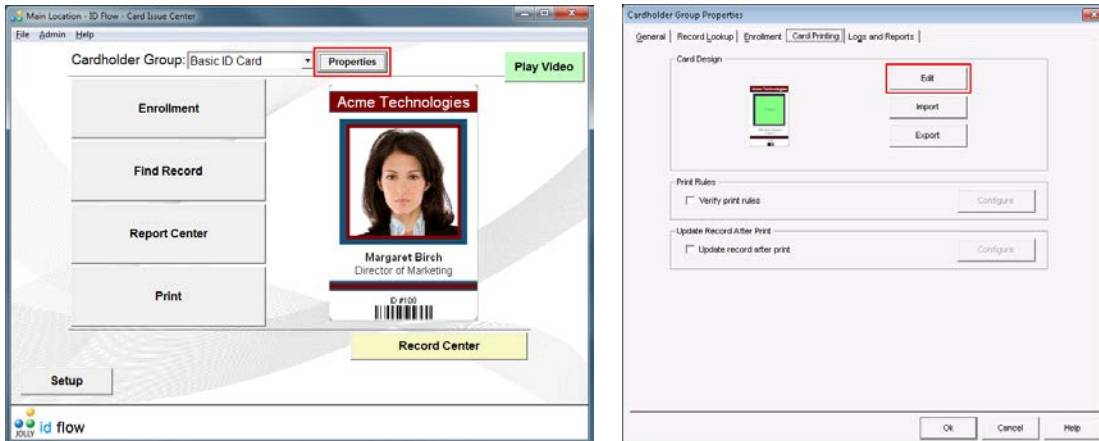 Main Location - ID Flow - Card Issue Center
File Admin Help
Cardholder Group: Basic ID Card Properties
Play Video
Enrollment
Find Record
Report Center
Print
Acme Technologies
Margaret Birch
Director of Marketing
ID #100
Record Center
Setup
JOLLY id flow
Cardholder Group Properties
General Record Lookup Enrollment Card Printing Logs and Reports
Card Design
Edit
Import
Export
Print Rules
Verify print rules Configure
Update Record After Print
Update record after print Configure
Ok Cancel Help